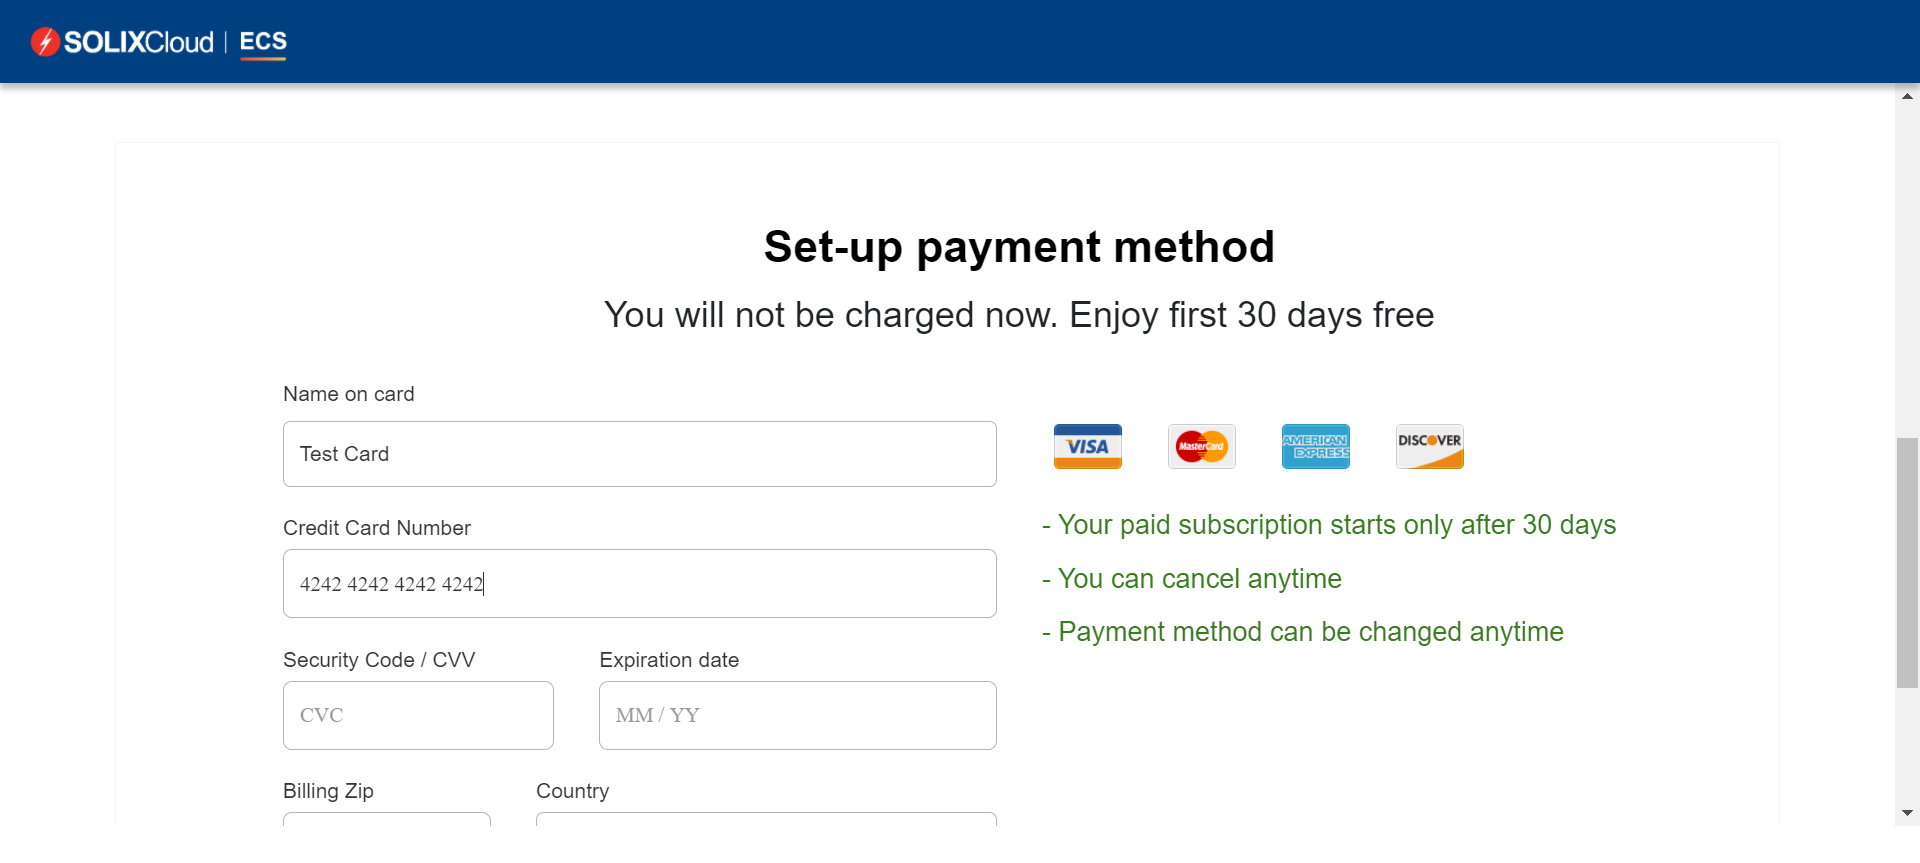 SOLIXCloud | ECS
Set-up payment method
You will not be charged now. Enjoy first 30 days free
Name on card
Test Card
Credit Card Number
4242 4242 4242 4242
Security Code / CVV
Expiration date
CVC
MM / YY
Billing Zip
Country
VISA
MasterCard
AMERICAN EXPRESS
DISCOVER
- Your paid subscription starts only after 30 days
- You can cancel anytime
- Payment method can be changed anytime